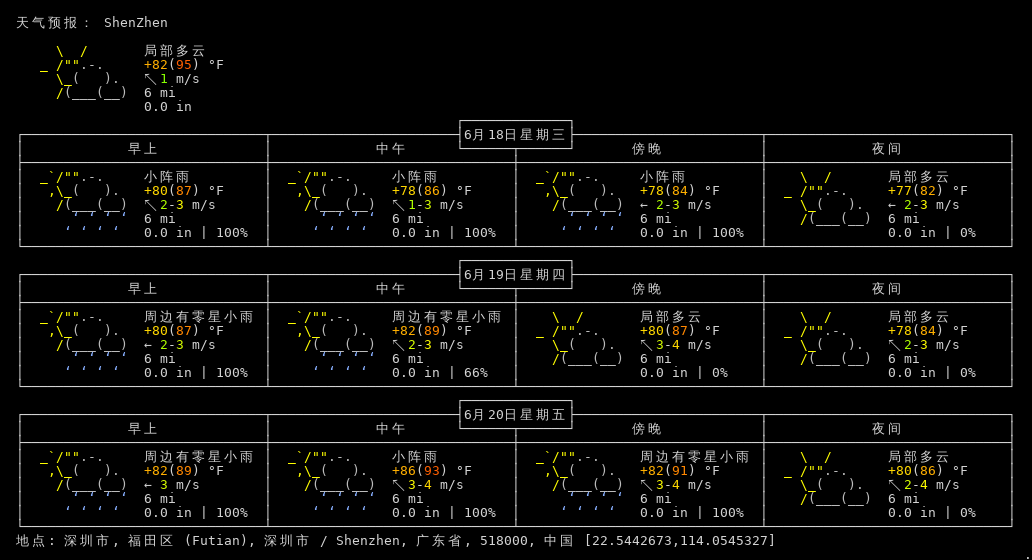 天气预报： ShenZhen
局部多云
+82(95) °F
↖ 1 m/s
6 mi
0.0 in
6月18日星期三
早上 中午 傍晚 夜间
小阵雨 小阵雨 小阵雨 局部多云
+80(87) °F +78(86) °F +78(84) °F +77(82) °F
↖ 2-3 m/s ↖ 1-3 m/s ← 2-3 m/s ← 2-3 m/s
6 mi 6 mi 6 mi 6 mi
0.0 in | 100% 0.0 in | 100% 0.0 in | 100% 0.0 in | 0%
6月19日星期四
早上 中午 傍晚 夜间
周边有零星小雨 周边有零星小雨 局部多云 局部多云
+80(87) °F +82(89) °F +80(87) °F +78(84) °F
← 2-3 m/s ↖ 2-3 m/s ↖ 3-4 m/s ↖ 2-3 m/s
6 mi 6 mi 6 mi 6 mi
0.0 in | 100% 0.0 in | 66% 0.0 in | 0% 0.0 in | 0%
6月20日星期五
早上 中午 傍晚 夜间
周边有零星小雨 小阵雨 周边有零星小雨 局部多云
+82(89) °F +86(93) °F +82(91) °F +80(86) °F
← 3 m/s ↖ 3-4 m/s ↖ 3-4 m/s ↖ 2-4 m/s
6 mi 6 mi 6 mi 6 mi
0.0 in | 100% 0.0 in | 100% 0.0 in | 100% 0.0 in | 0%
地点: 深圳市, 福田区 (Futian), 深圳市 / Shenzhen, 广东省, 518000, 中国 [22.5442673,114.0545327]